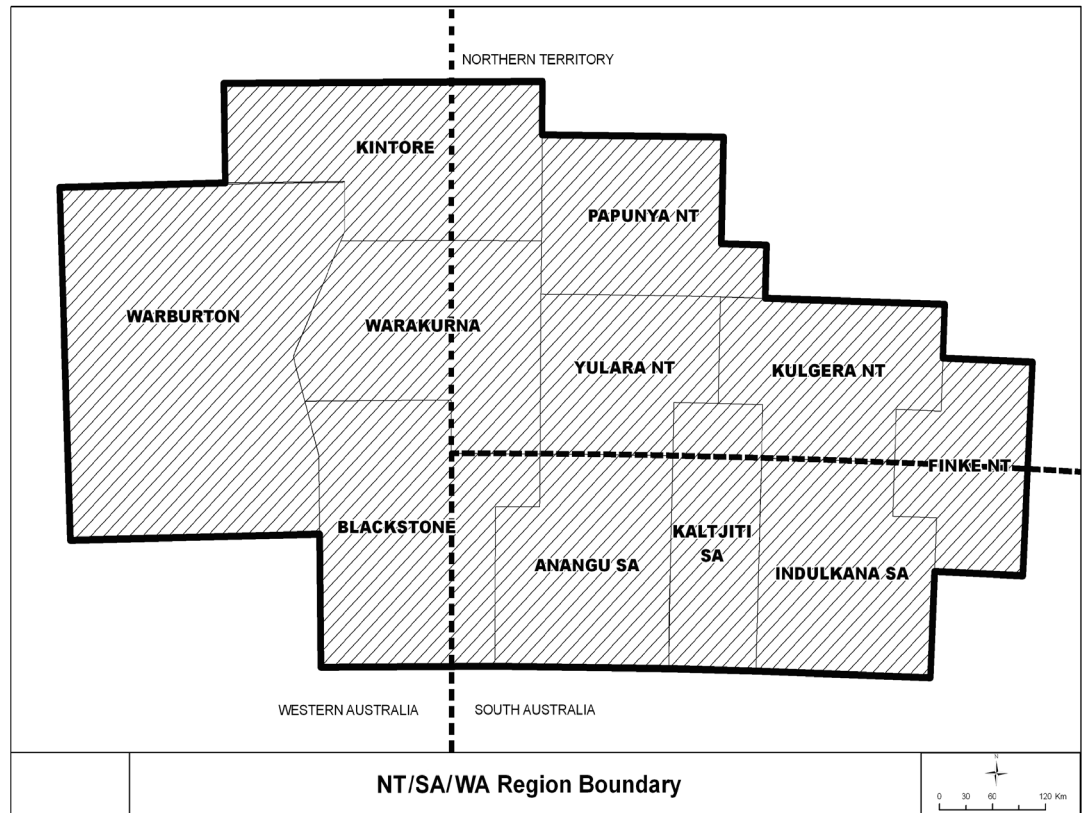 NORTHERN TERRITORY
KINTORE
PAPUNYA NT
WARBURTON
WARAKURNA
YULARA NT
KULGERA NT
FINKE NT
BLACKSTONE
KALTJITI
SA
ANANGU SA
INDULKANA SA
WESTERN AUSTRALIA
SOUTH AUSTRALIA
NT/SA/WA Region Boundary
N
0 30 60 120 Km